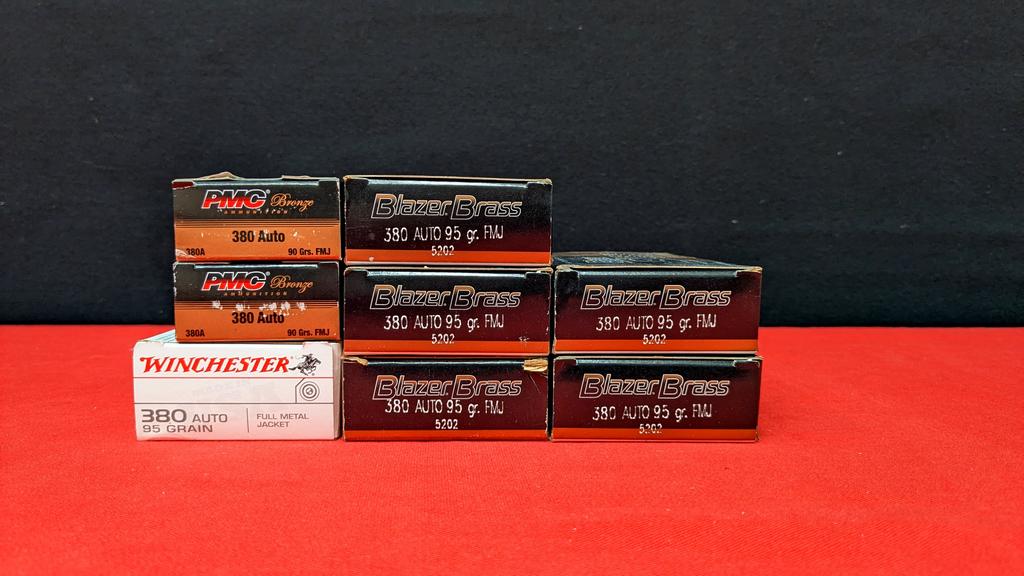 PMC® Bronze
AMMUNITION
380 Auto
380A 90 Grs. FMJ
PMC® Bronze
AMMUNITION
380 Auto
380A 90 Grs. FMJ
WINCHESTER®
380 AUTO
95 GRAIN
FULL METAL
JACKET
Blazer Brass
380 AUTO 95 gr. FMJ
5202
Blazer Brass
380 AUTO 95 gr. FMJ
5202
Blazer Brass
380 AUTO 95 gr. FMJ
5202
Blazer Brass
380 AUTO 95 gr. FMJ
5202
Blazer Brass
380 AUTO 95 gr. FMJ
5202